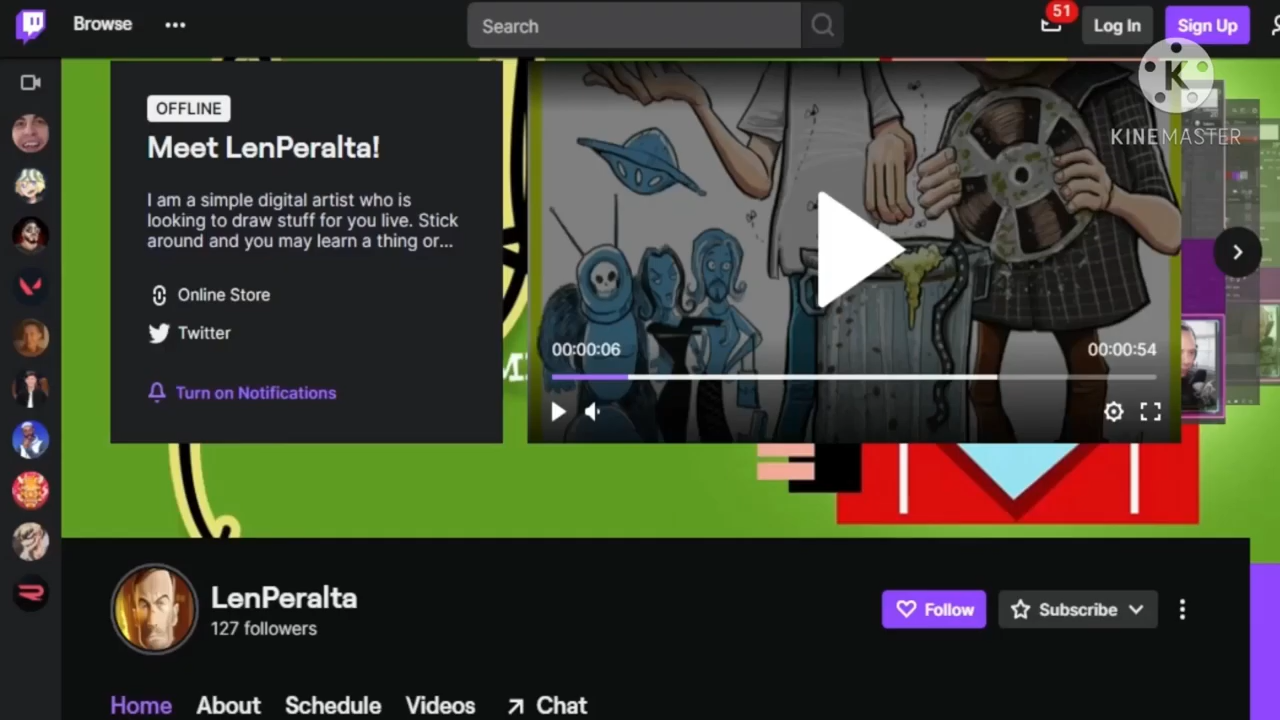 Browse
Search
51
Log In
Sign Up
K
KINEMASTER
OFFLINE
Meet LenPeralta!
I am a simple digital artist who is
looking to draw stuff for you live. Stick
around and you may learn a thing or...
Online Store
Twitter
Turn on Notifications
00:00:06
00:00:54
LenPeralta
127 followers
Follow
Subscribe
Home
About
Schedule
Videos
Chat